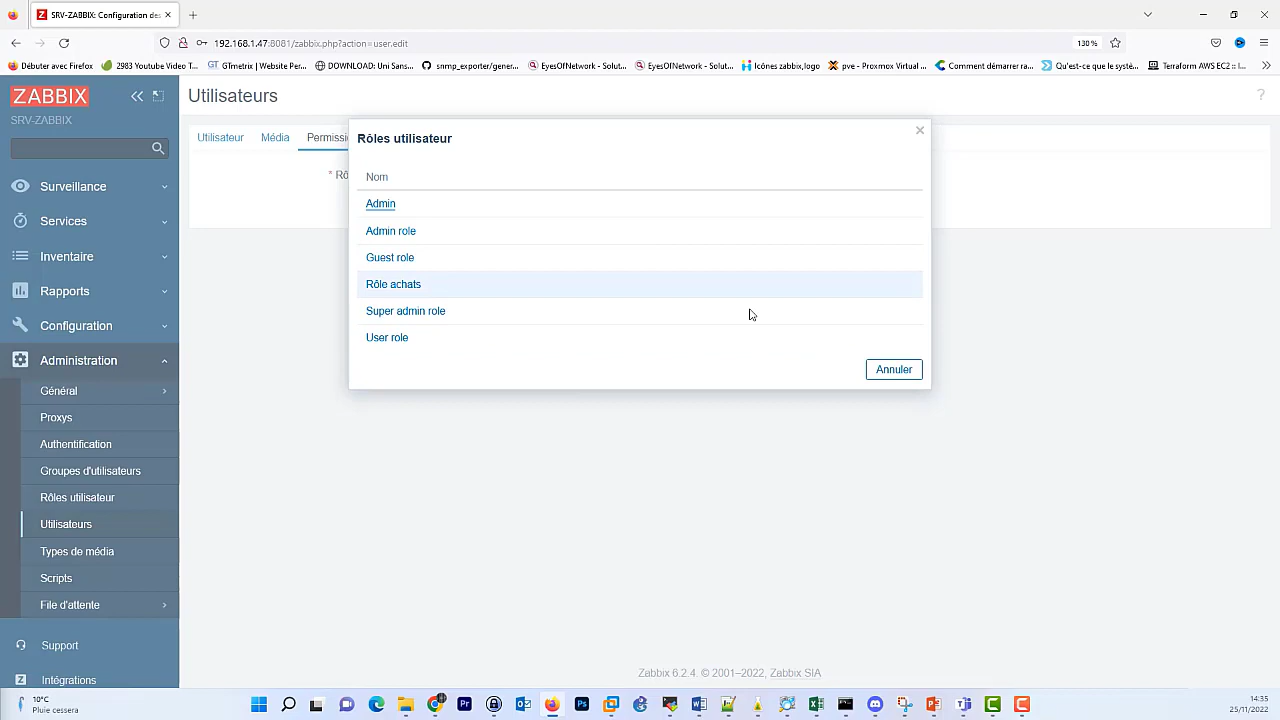 SRV-ZABBIX: Configuration des
192.168.1.47:8081/zabbix.php?action=user.edit
130 %
Débuter avec Firefox
2983 Youtube Video T...
GTmetrix | Website Per...
DOWNLOAD: Uni Sans...
snmp_exporter/gener...
EyesOfNetwork - Solut...
EyesOfNetwork - Solut...
Icônes zabbix,logo
pve - Proxmox Virtual ...
Comment démarrer ra...
Qu'est-ce que le systè...
Terraform AWS EC2 :: l...
ZABBIX
SRV-ZABBIX
Surveillance
Services
Inventaire
Rapports
Configuration
Administration
Général
Proxys
Authentification
Groupes d'utilisateurs
Rôles utilisateur
Utilisateurs
Types de média
Scripts
File d'attente
Support
Intégrations
Utilisateurs
?
Utilisateur
Média
Permissi
* Rô
Rôles utilisateur
Nom
Admin
Admin role
Guest role
Rôle achats
Super admin role
User role
Annuler
Zabbix 6.2.4. © 2001–2022, Zabbix SIA
10°C
Pluie cessera
14:35
25/11/2022